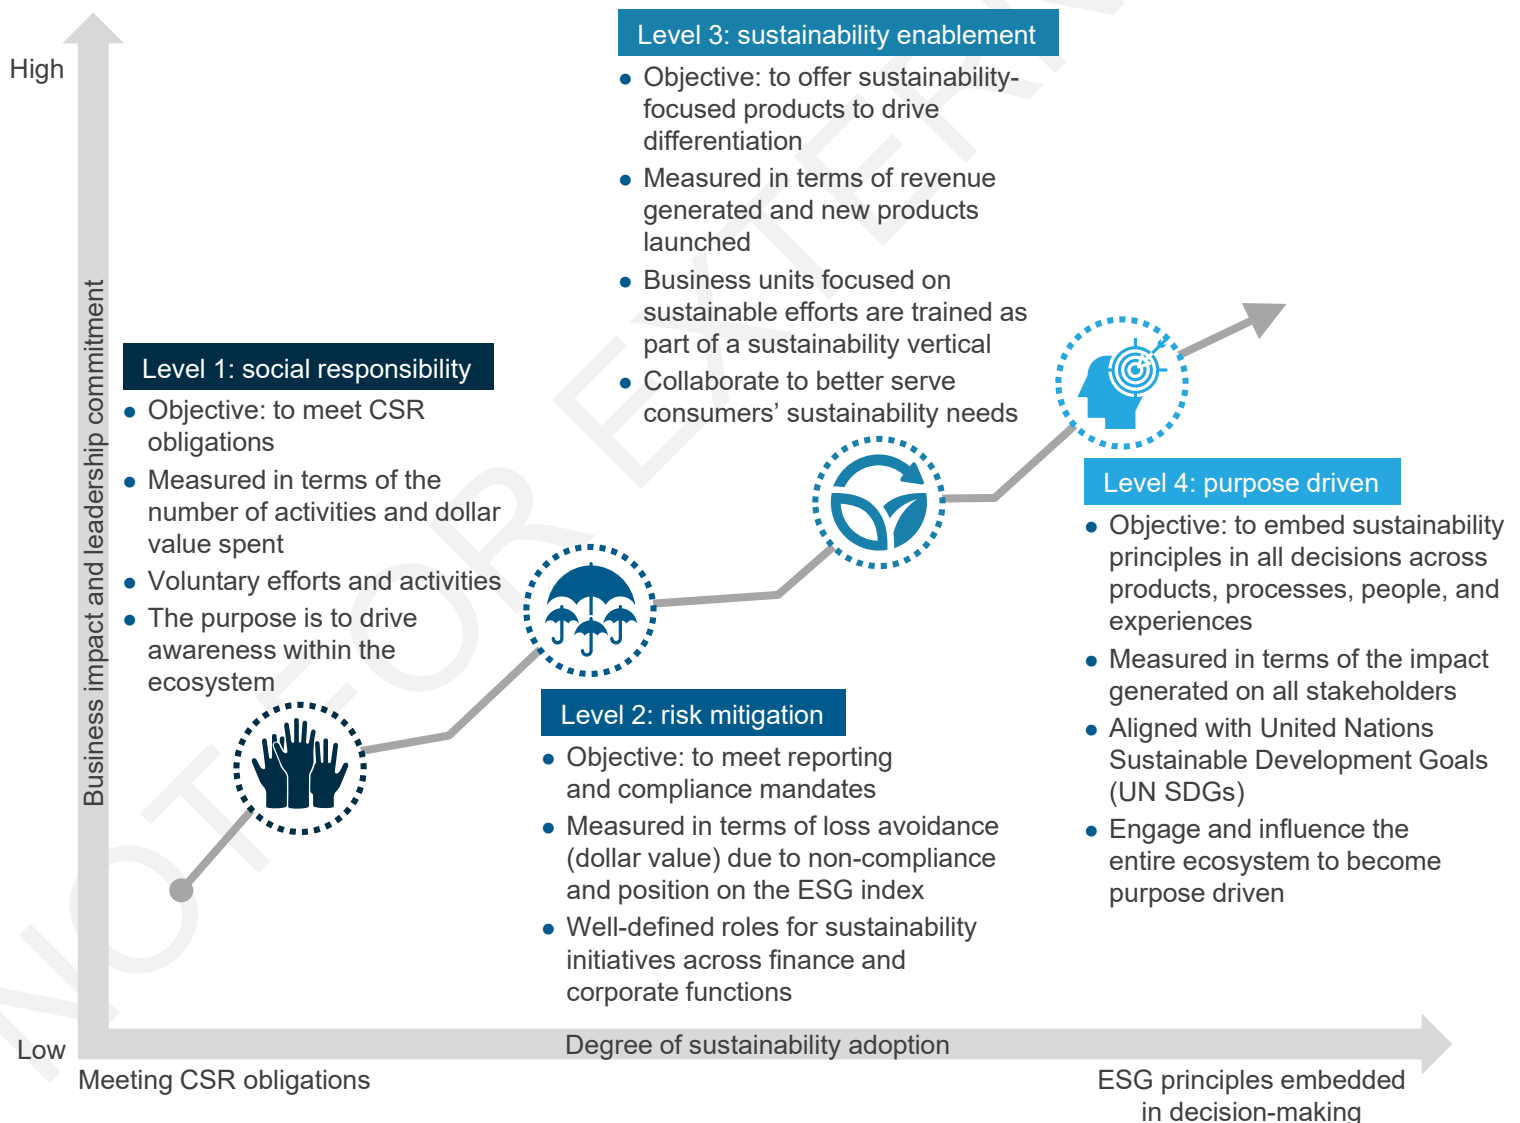 High
Business impact and leadership commitment
Low
Level 1: social responsibility
● Objective: to meet CSR
obligations
● Measured in terms of the
number of activities and dollar
value spent
● Voluntary efforts and activities
● The purpose is to drive
awareness within the
ecosystem
Level 2: risk mitigation
● Objective: to meet reporting
and compliance mandates
● Measured in terms of loss avoidance
(dollar value) due to non-compliance
and position on the ESG index
● Well-defined roles for sustainability
initiatives across finance and
corporate functions
Level 3: sustainability enablement
● Objective: to offer sustainability-
focused products to drive
differentiation
● Measured in terms of revenue
generated and new products
launched
● Business units focused on
sustainable efforts are trained as
part of a sustainability vertical
● Collaborate to better serve
consumers’ sustainability needs
Level 4: purpose driven
● Objective: to embed sustainability
principles in all decisions across
products, processes, people, and
experiences
● Measured in terms of the impact
generated on all stakeholders
● Aligned with United Nations
Sustainable Development Goals
(UN SDGs)
● Engage and influence the
entire ecosystem to become
purpose driven
Degree of sustainability adoption
Meeting CSR obligations
ESG principles embedded
in decision-making
NOT FOR